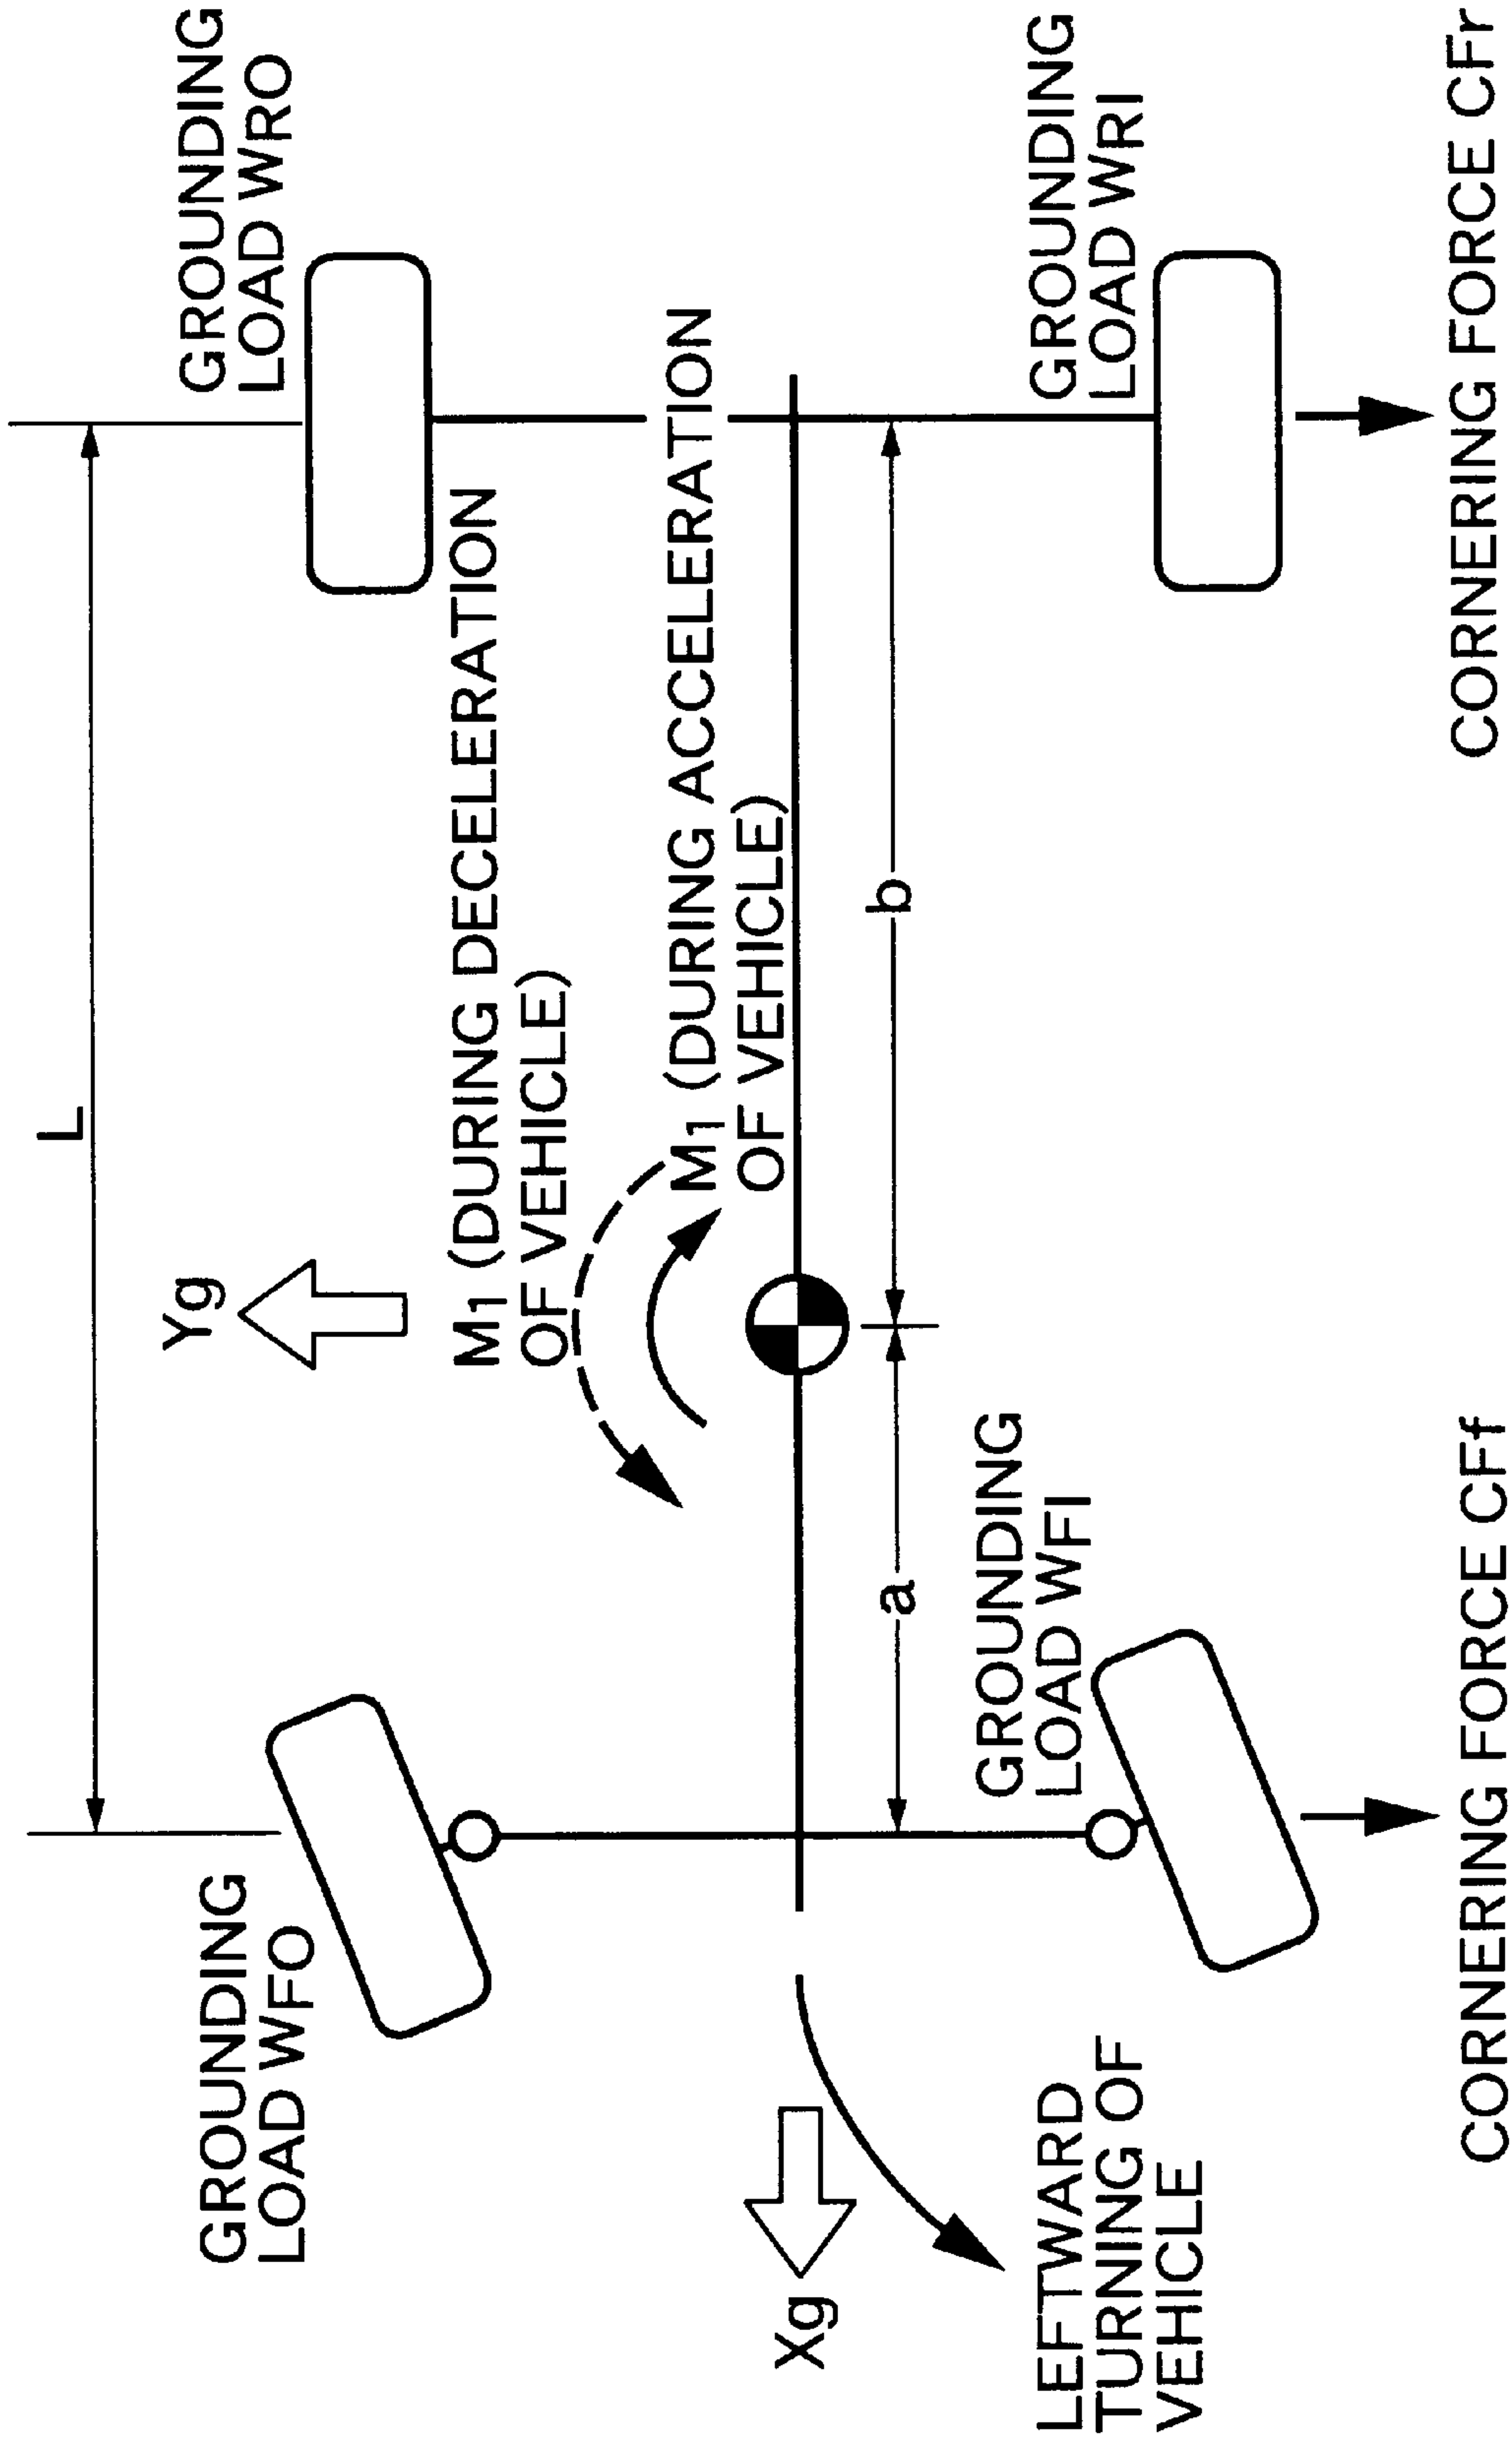 L
Yg
GROUNDING
LOAD WFO
GROUNDING
LOAD WRO
M1 (DURING DECELERATION
OF VEHICLE)
M1 (DURING ACCELERATION
OF VEHICLE)
Xg
a
b
GROUNDING
LOAD WFI
GROUNDING
LOAD WRI
LEFTWARD
TURNING OF
VEHICLE
CORNERING FORCE CFf
CORNERING FORCE CFr